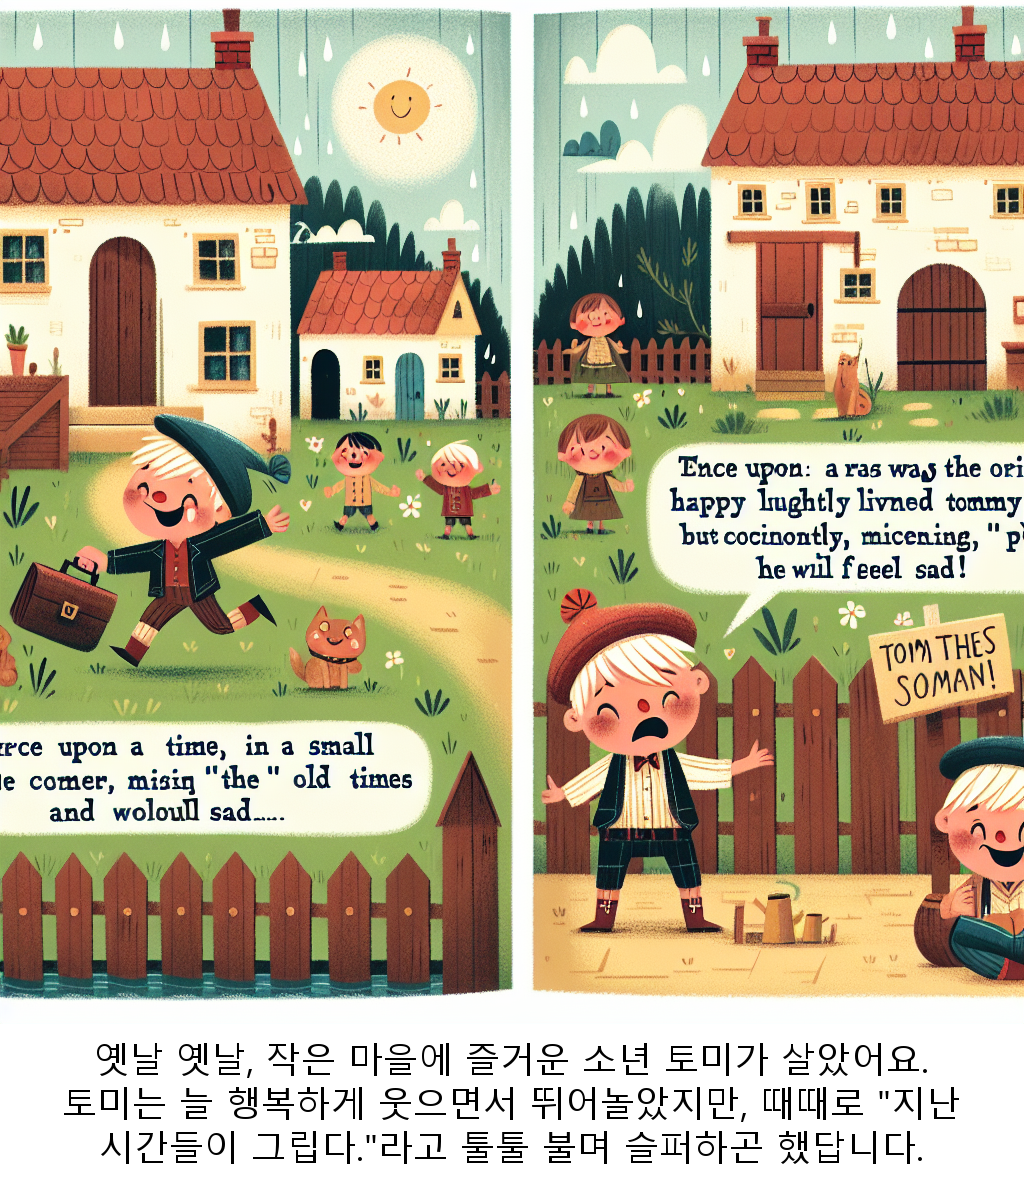 upon a time, in a small
comer, misin "the" old times
and woloull sad....
Ence upon: a ras was the ori
happy lughtly livned tommy
but cocinontly, micening, "p
he will feeel sad!
TOM THES
SOMAN!
옛날 옛날, 작은 마을에 즐거운 소년 토미가 살았어요.
토미는 늘 행복하게 웃으면서 뛰어놀았지만, 때때로 "지난
시간들이 그립다."라고 툴툴 불며 슬퍼하곤 했답니다.